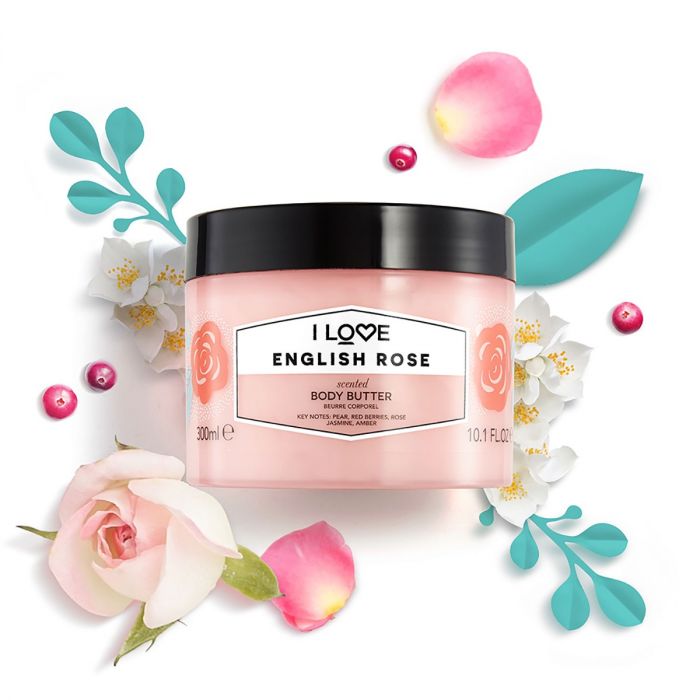 I LOVE
ENGLISH ROSE
scented
BODY BUTTER
BEURRE CORPOREL
KEY NOTES: PEAR, RED BERRIES, ROSE
JASMINE, AMBER
300ml ℮
10.1 FL.OZ